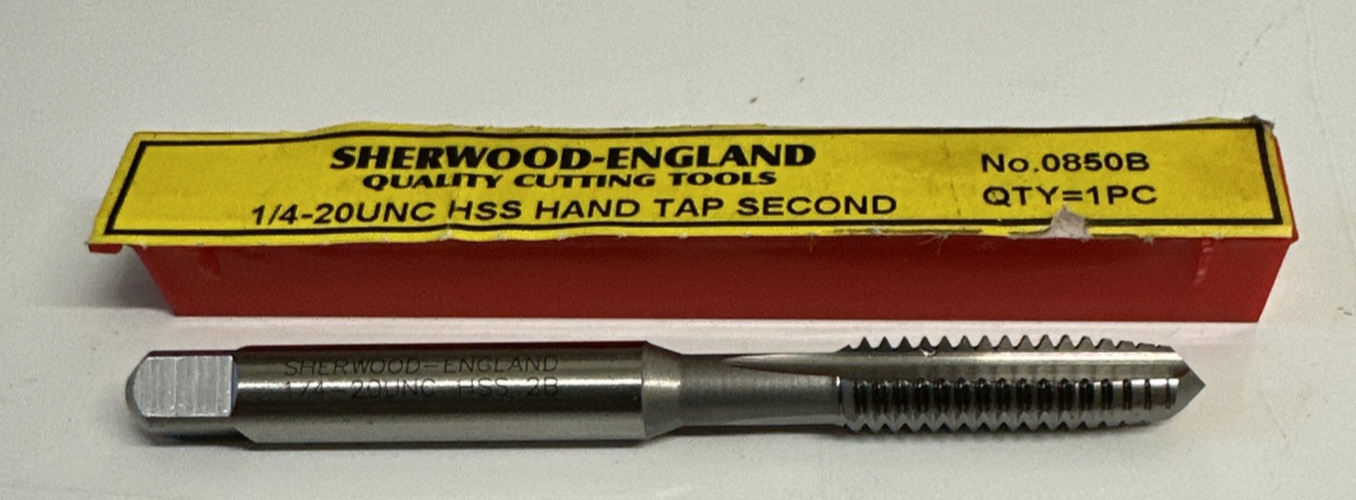 SHERWOOD-ENGLAND
QUALITY CUTTING TOOLS
1/4-20UNC HSS HAND TAP SECOND
No.0850B
QTY=1PC
SHERWOOD-ENGLAND
1/4-20UNC HSS 2B